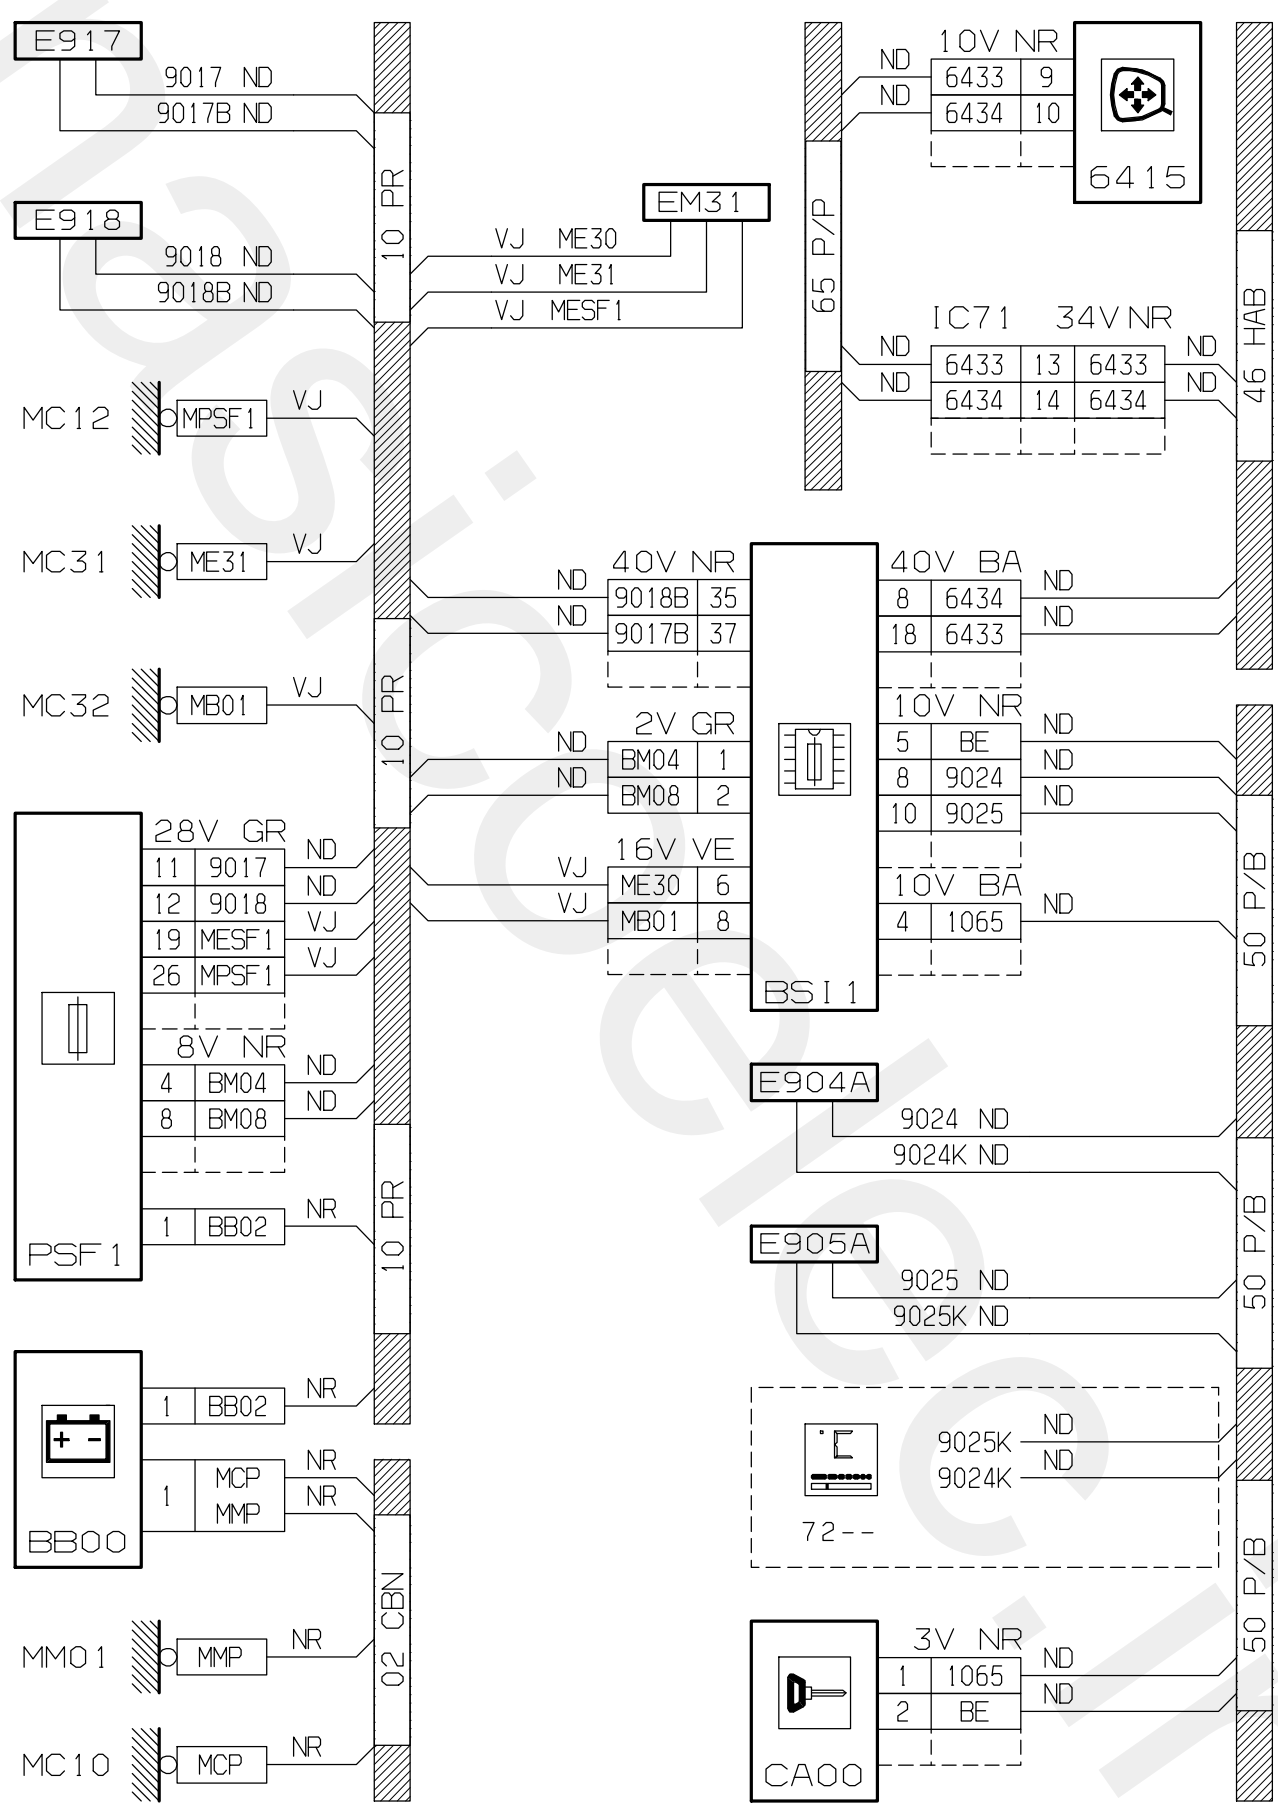 E917
9017 ND
9017B ND
10 PR
E918
9018 ND
9018B ND
EM31
VJ ME30
VJ ME31
VJ MESF1
MC12
MPSF1
VJ
MC31
ME31
VJ
MC32
MB01
VJ
10 PR
PSF1
28V GR
11 9017 ND
12 9018 ND
19 MESF1 VJ
26 MPSF1 VJ
8V NR
4 BM04 ND
8 BM08 ND
1 BB02 NR
10 PR
BB00
+ -
1 BB02 NR
1 MCP NR
MMP NR
02 CBN
MM01
MMP
NR
MC10
MCP
NR
10V NR
ND 6433 9
ND 6434 10
6415
65 P/P
IC71 34V NR
ND 6433 13 6433 ND
ND 6434 14 6434 ND
46 HAB
BSI1
40V NR
ND 9018B 35
ND 9017B 37
2V GR
ND BM04 1
ND BM08 2
16V VE
VJ ME30 6
VJ MB01 8
40V BA
8 6434 ND
18 6433 ND
10V NR
5 BE ND
8 9024 ND
10 9025 ND
10V BA
4 1065 ND
50 P/B
E904A
9024 ND
9024K ND
50 P/B
E905A
9025 ND
9025K ND
9025K ND
9024K ND
72--
50 P/B
CA00
3V NR
1 1065 ND
2 BE ND